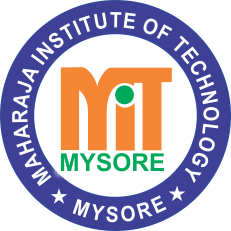 MAHARAJA INSTITUTE OF TECHNOLOGY
MiT
MYSORE
★ MYSORE ★